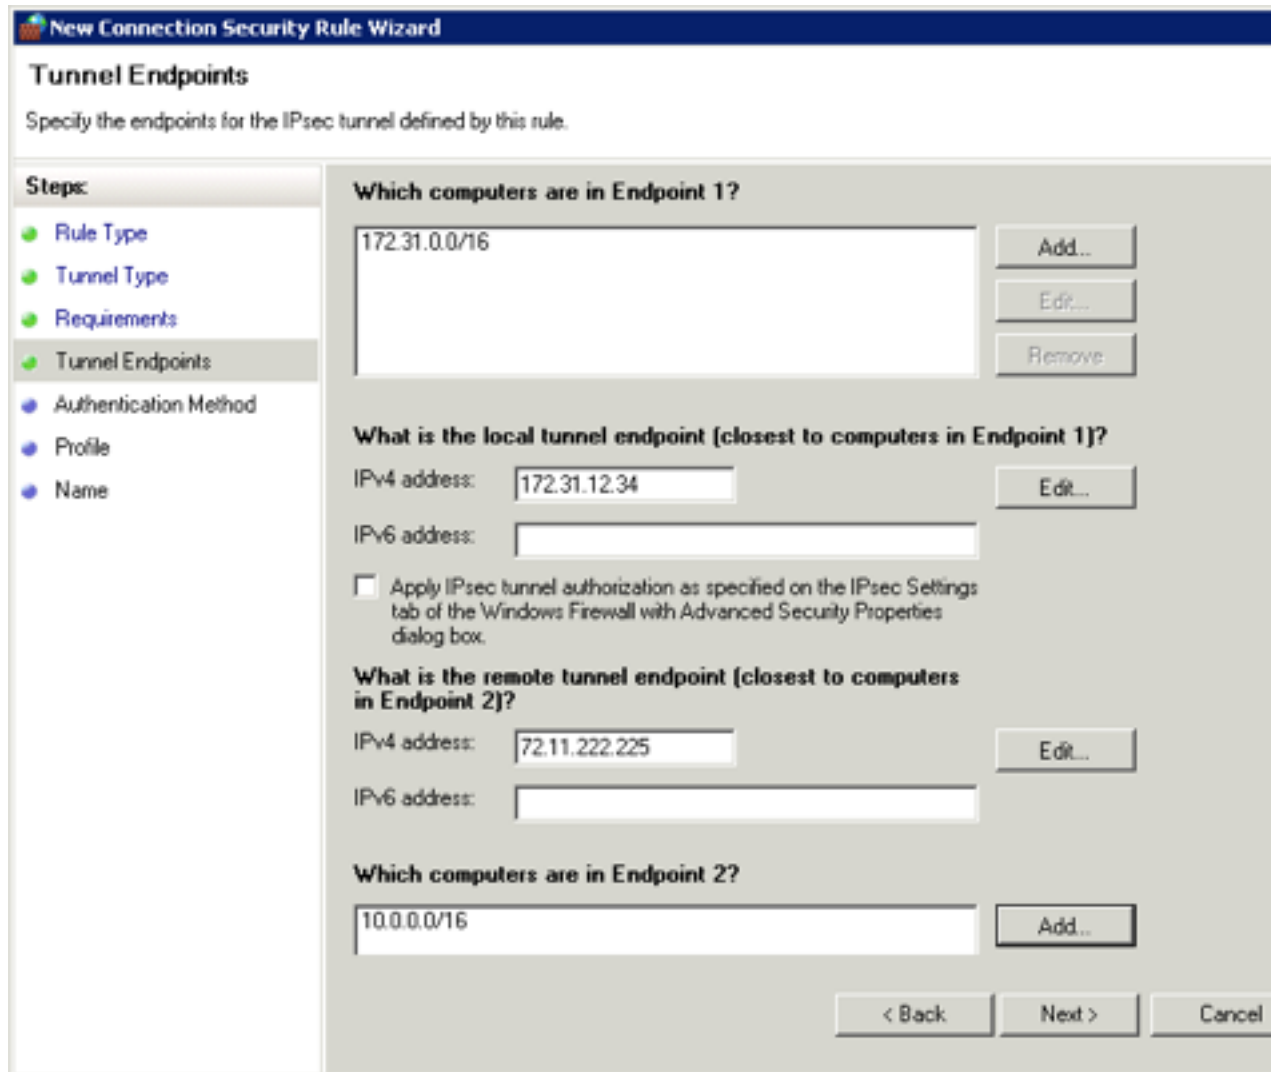 New Connection Security Rule Wizard
Tunnel Endpoints
Specify the endpoints for the IPsec tunnel defined by this rule.
Steps:
Rule Type
Tunnel Type
Requirements
Tunnel Endpoints
Authentication Method
Profile
Name
Which computers are in Endpoint 1?
172.31.0.0/16
Add...
Edit...
Remove
What is the local tunnel endpoint (closest to computers in Endpoint 1)?
IPv4 address:
172.31.12.34
Edit...
IPv6 address:
Apply IPsec tunnel authorization as specified on the IPsec Settings
tab of the Windows Firewall with Advanced Security Properties
dialog box.
What is the remote tunnel endpoint (closest to computers
in Endpoint 2)?
IPv4 address:
72.11.222.225
Edit...
IPv6 address:
Which computers are in Endpoint 2?
10.0.0.0/16
Add...
< Back
Next >
Cancel